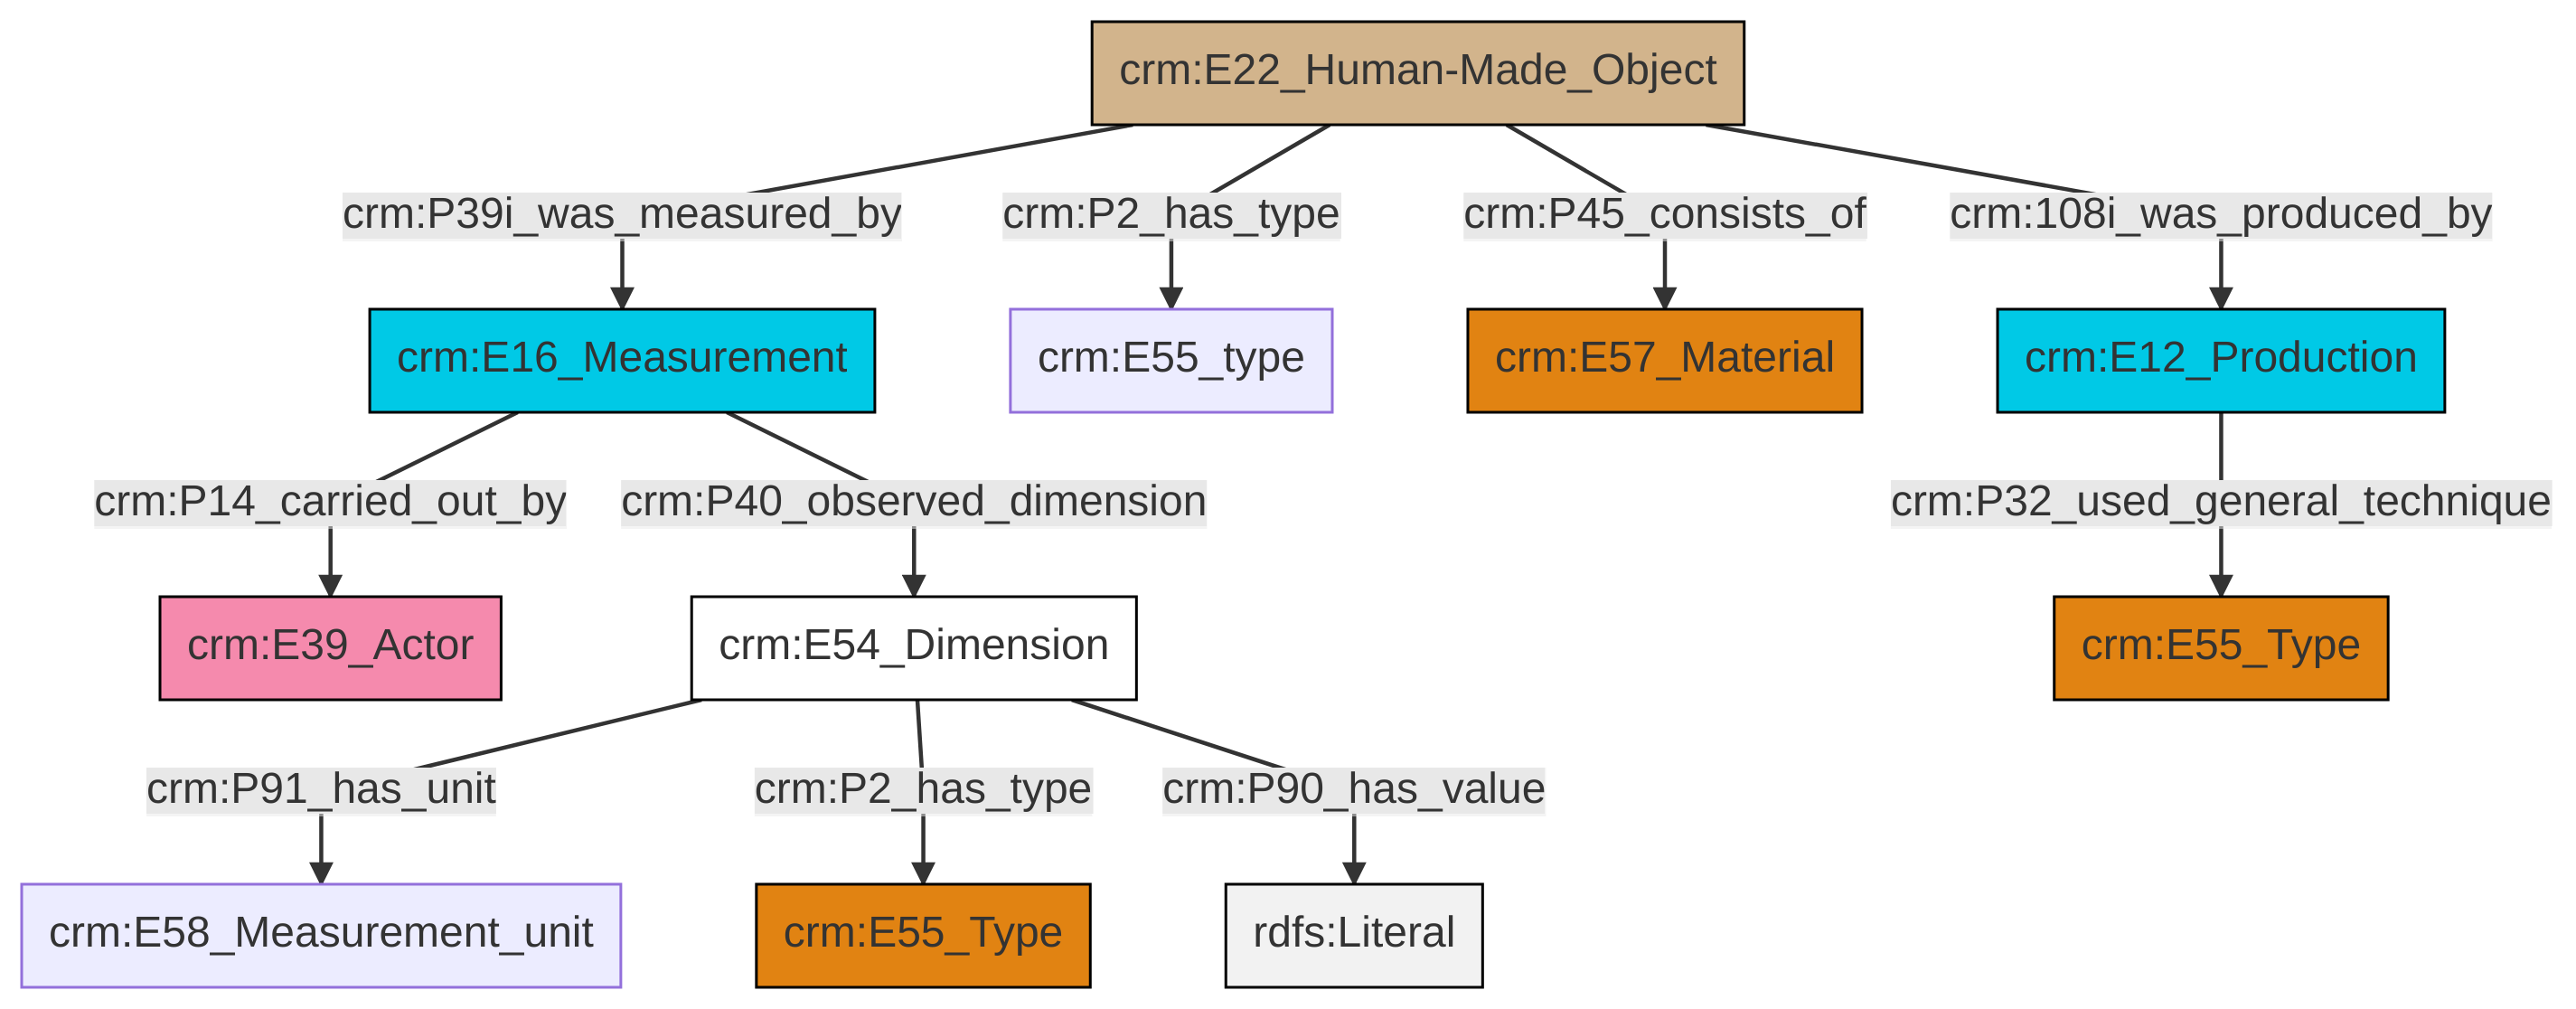 crm:E22_Human-Made_Object
crm:P39i_was_measured_by
crm:P2_has_type
crm:P45_consists_of
crm:108i_was_produced_by
crm:E16_Measurement
crm:E55_type
crm:E57_Material
crm:E12_Production
crm:P14_carried_out_by
crm:P40_observed_dimension
crm:P32_used_general_technique
crm:E39_Actor
crm:E54_Dimension
crm:E55_Type
crm:P91_has_unit
crm:P2_has_type
crm:P90_has_value
crm:E58_Measurement_unit
crm:E55_Type
rdfs:Literal